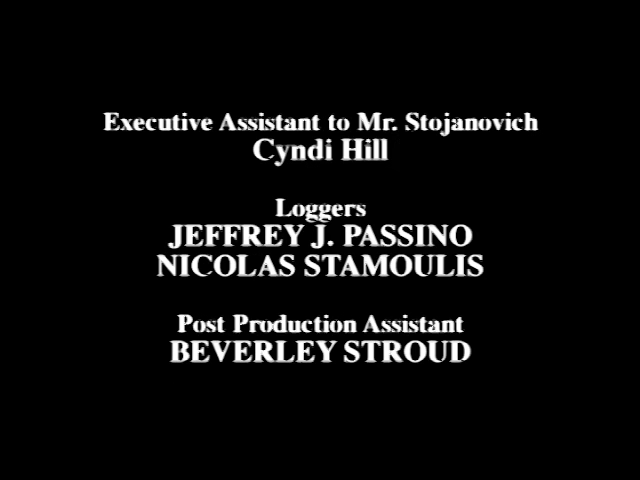 Executive Assistant to Mr. Stojanovich
Cyndi Hill
Loggers
JEFFREY J. PASSINO
NICOLAS STAMOULIS
Post Production Assistant
BEVERLEY STROUD